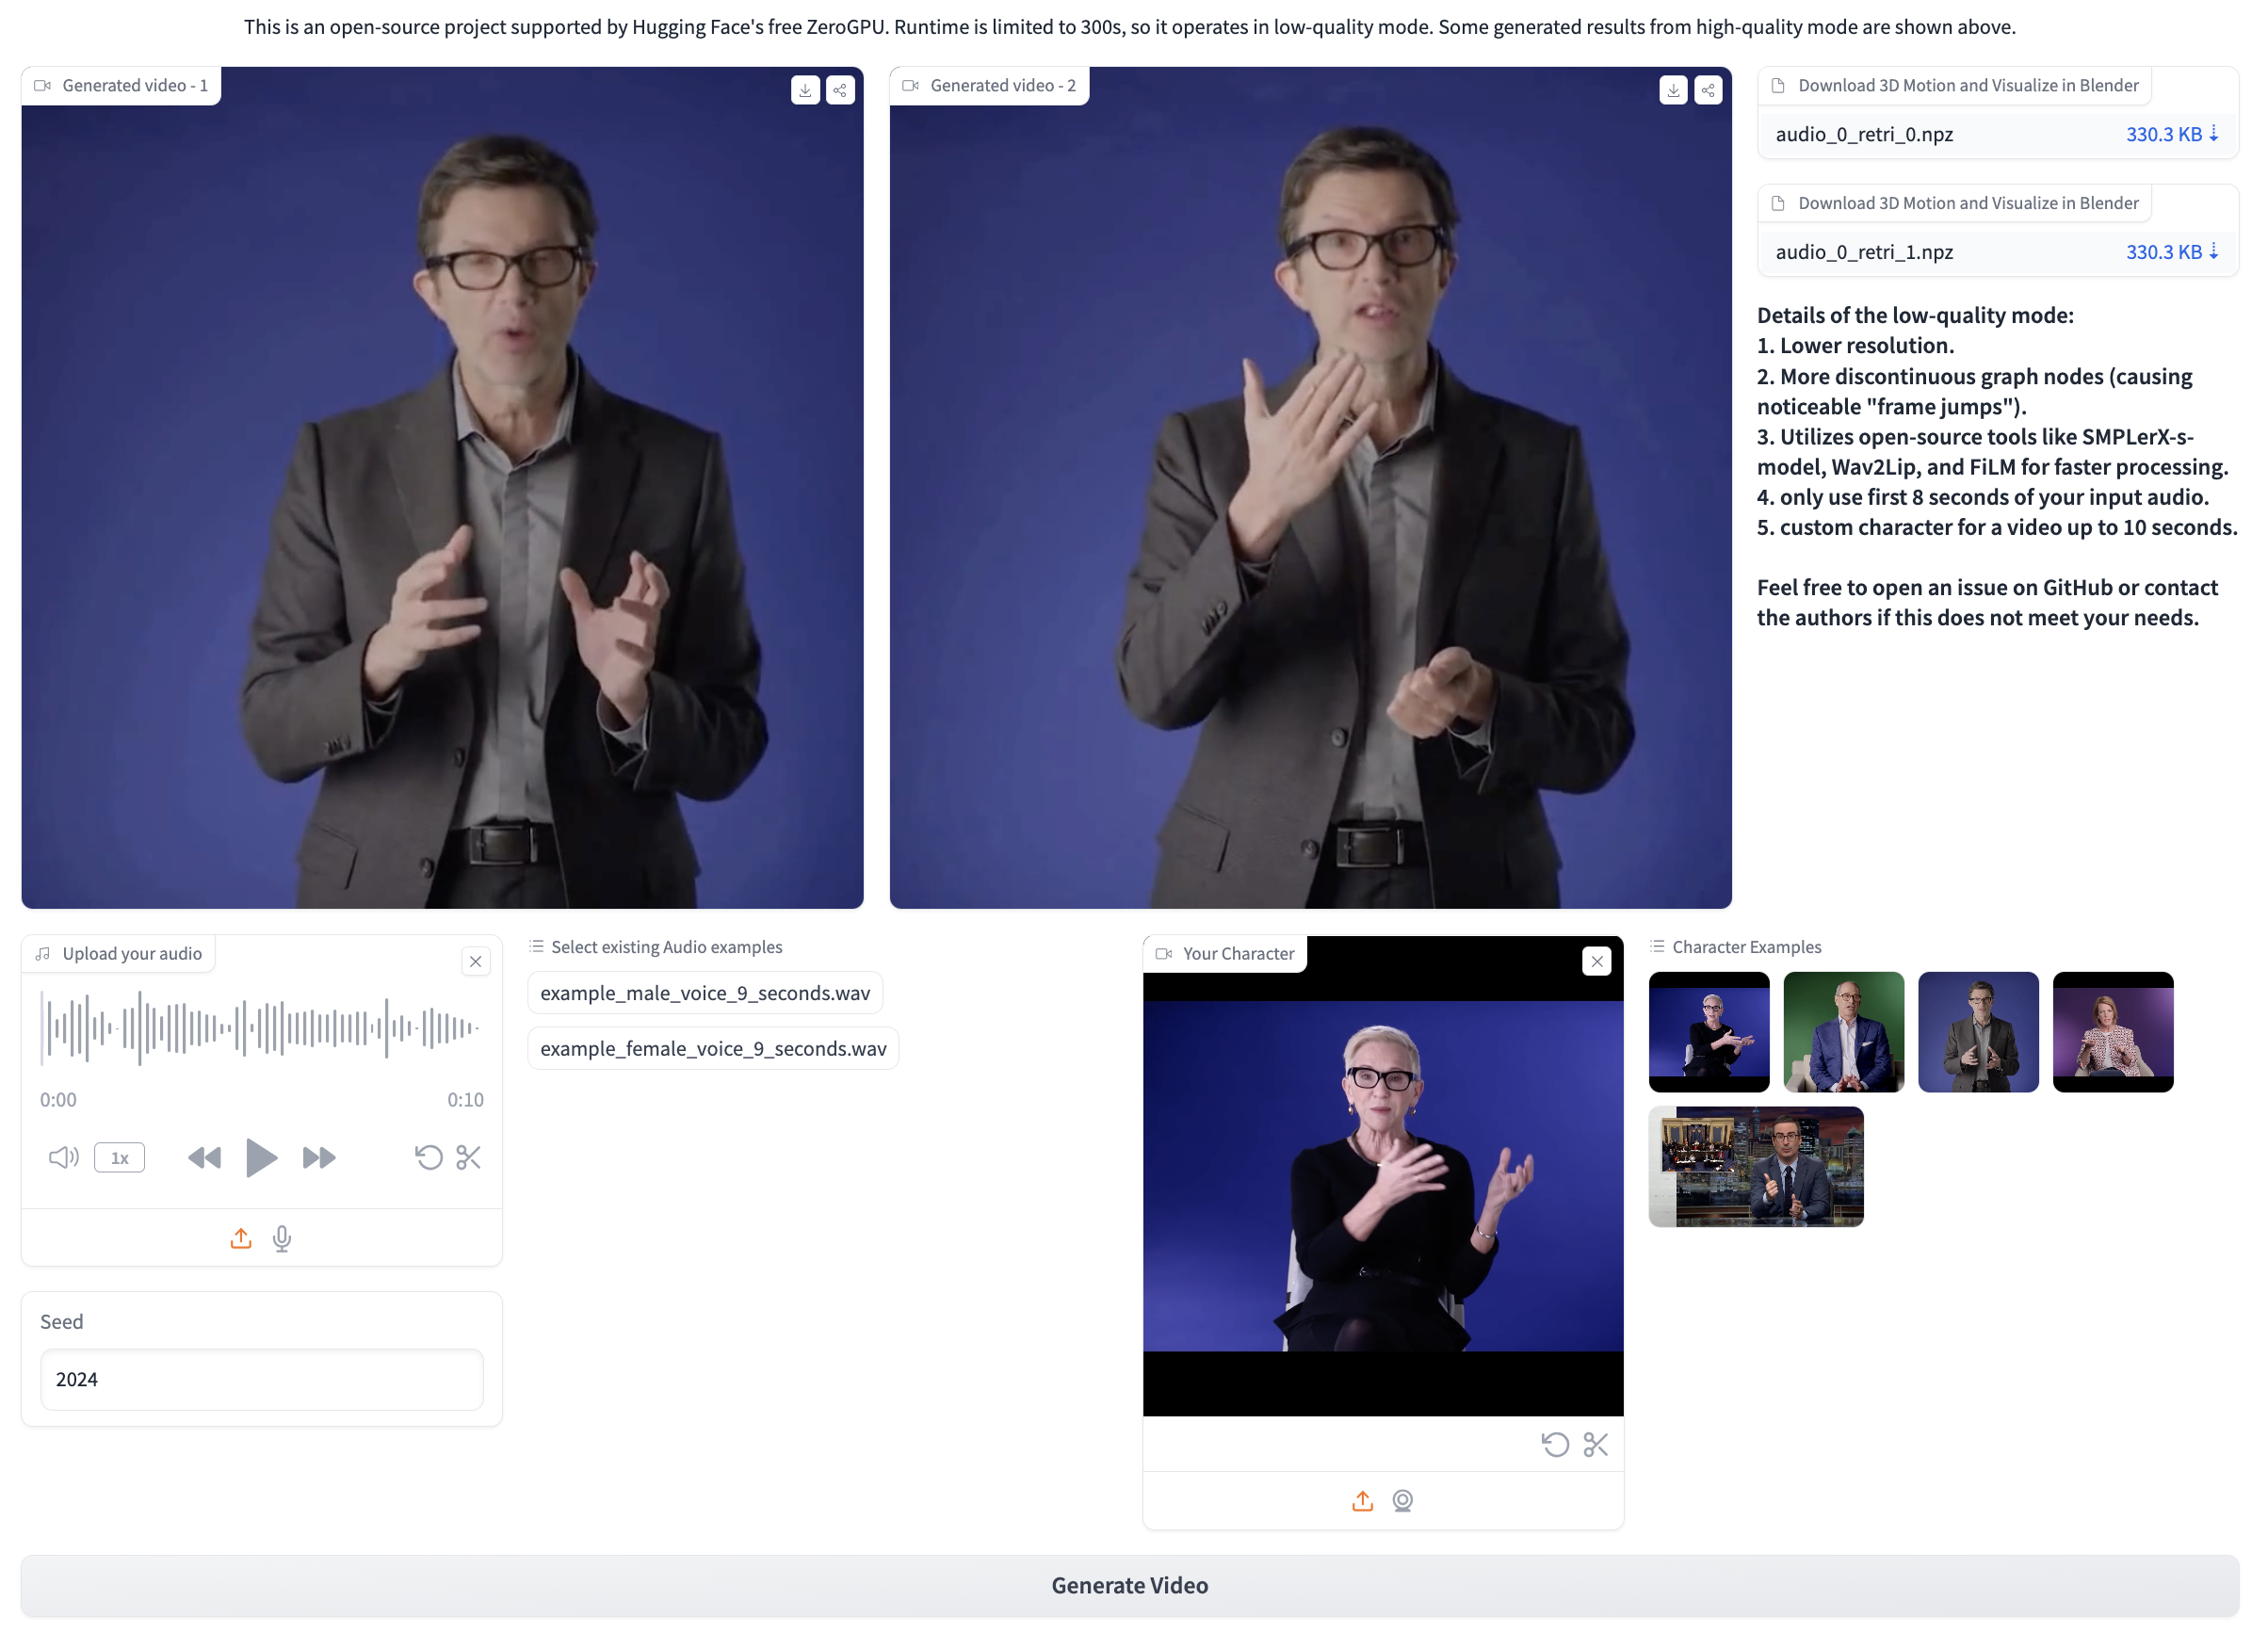 This is an open-source project supported by Hugging Face's free ZeroGPU. Runtime is limited to 300s, so it operates in low-quality mode. Some generated results from high-quality mode are shown above.
Generated video - 1
Generated video - 2
Download 3D Motion and Visualize in Blender
audio_0_retri_0.npz 330.3 KB ⇣
Download 3D Motion and Visualize in Blender
audio_0_retri_1.npz 330.3 KB ⇣
Details of the low-quality mode:
1. Lower resolution.
2. More discontinuous graph nodes (causing
noticeable "frame jumps").
3. Utilizes open-source tools like SMPLerX-s-
model, Wav2Lip, and FiLM for faster processing.
4. only use first 8 seconds of your input audio.
5. custom character for a video up to 10 seconds.
Feel free to open an issue on GitHub or contact
the authors if this does not meet your needs.
Upload your audio
0:00 0:10
1x
Select existing Audio examples
example_male_voice_9_seconds.wav
example_female_voice_9_seconds.wav
Seed
2024
Your Character
Character Examples
Generate Video